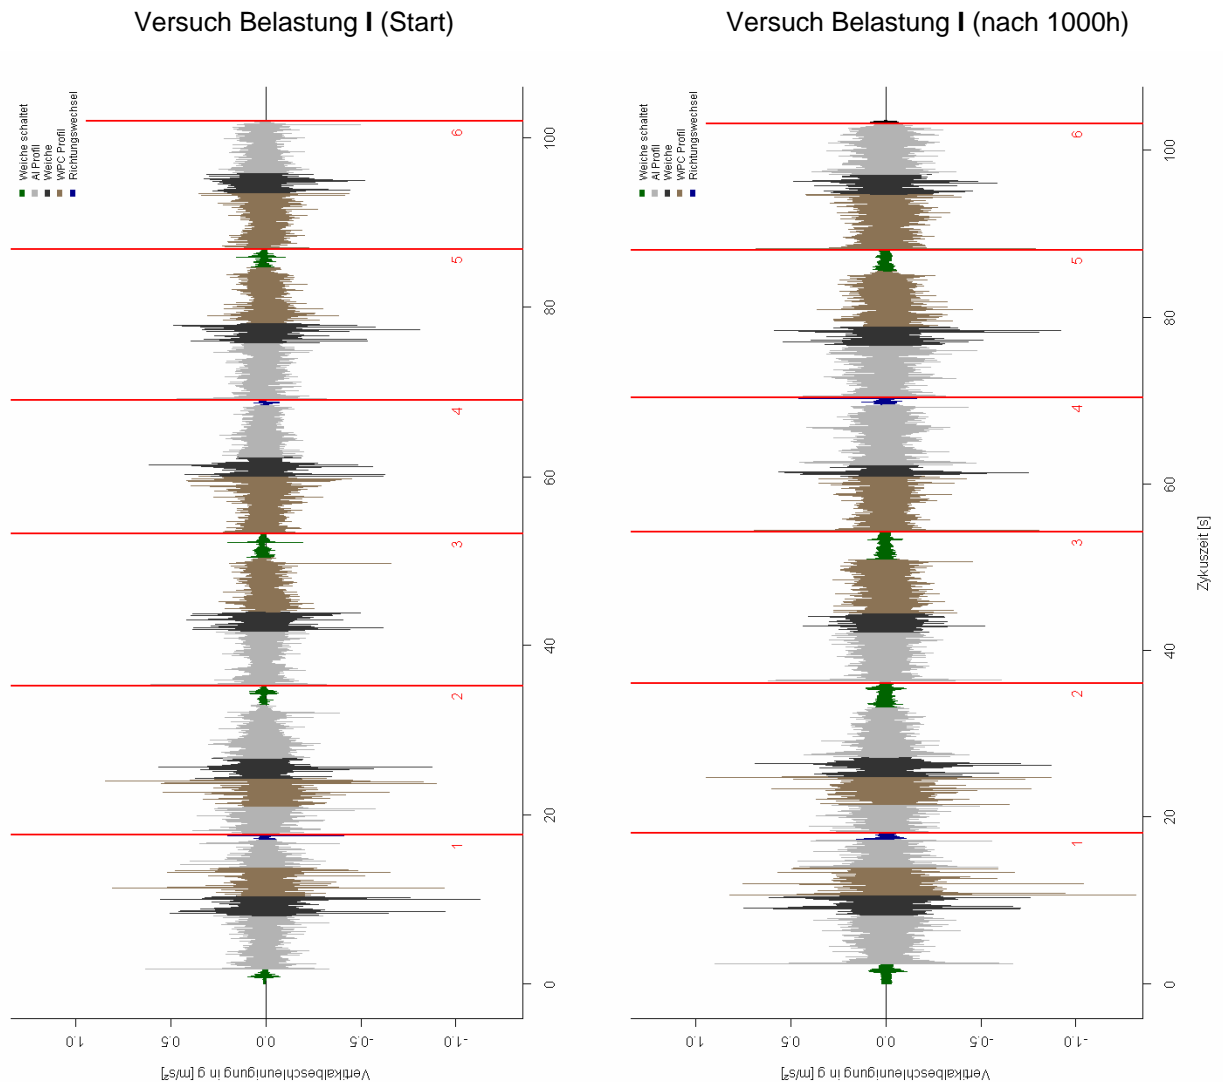 Versuch Belastung I (Start)
Weiche schaltet
Al Profil
Weiche
WPC Profil
Richtungswechsel
1
2
3
4
5
6
0
20
40
60
80
100
1.0
0.5
0.0
-0.5
-1.0
Vertikalbeschleunigung in g [m/s²]
Versuch Belastung I (nach 1000h)
Weiche schaltet
Al Profil
Weiche
WPC Profil
Richtungswechsel
1
2
3
4
5
6
0
20
40
60
80
100
Zykuszeit [s]
1.0
0.5
0.0
-0.5
-1.0
Vertikalbeschleunigung in g [m/s²]